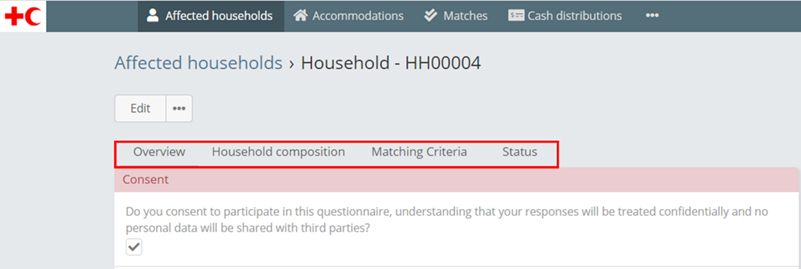 Affected households Accommodations Matches Cash distributions •••
Affected households › Household - HH00004
Edit •••
Overview Household composition Matching Criteria Status
Consent
Do you consent to participate in this questionnaire, understanding that your responses will be treated confidentially and no
personal data will be shared with third parties?